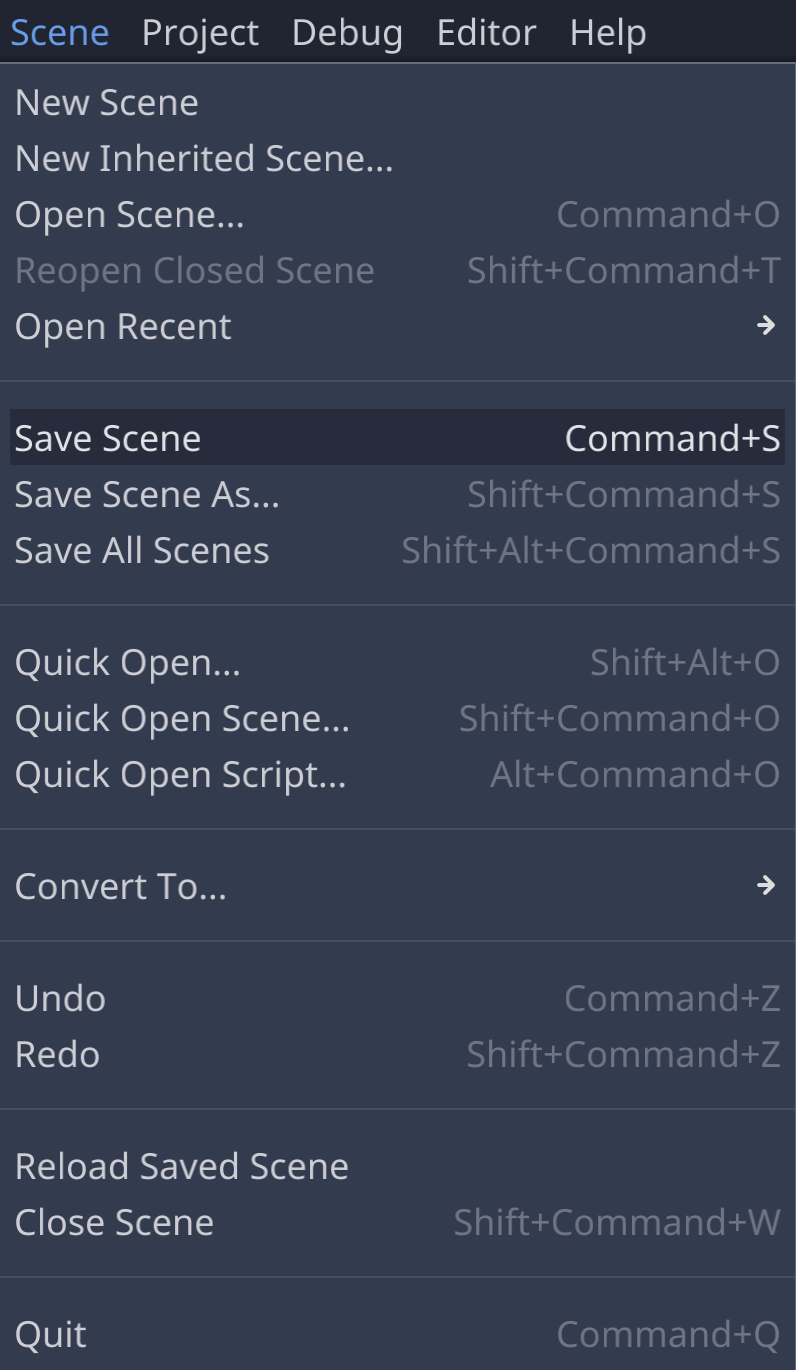 Scene Project Debug Editor Help
New Scene
New Inherited Scene...
Open Scene... Command+O
Reopen Closed Scene Shift+Command+T
Open Recent
Save Scene Command+S
Save Scene As... Shift+Command+S
Save All Scenes Shift+Alt+Command+S
Quick Open... Shift+Alt+O
Quick Open Scene... Shift+Command+O
Quick Open Script... Alt+Command+O
Convert To...
Undo Command+Z
Redo Shift+Command+Z
Reload Saved Scene
Close Scene Shift+Command+W
Quit Command+Q